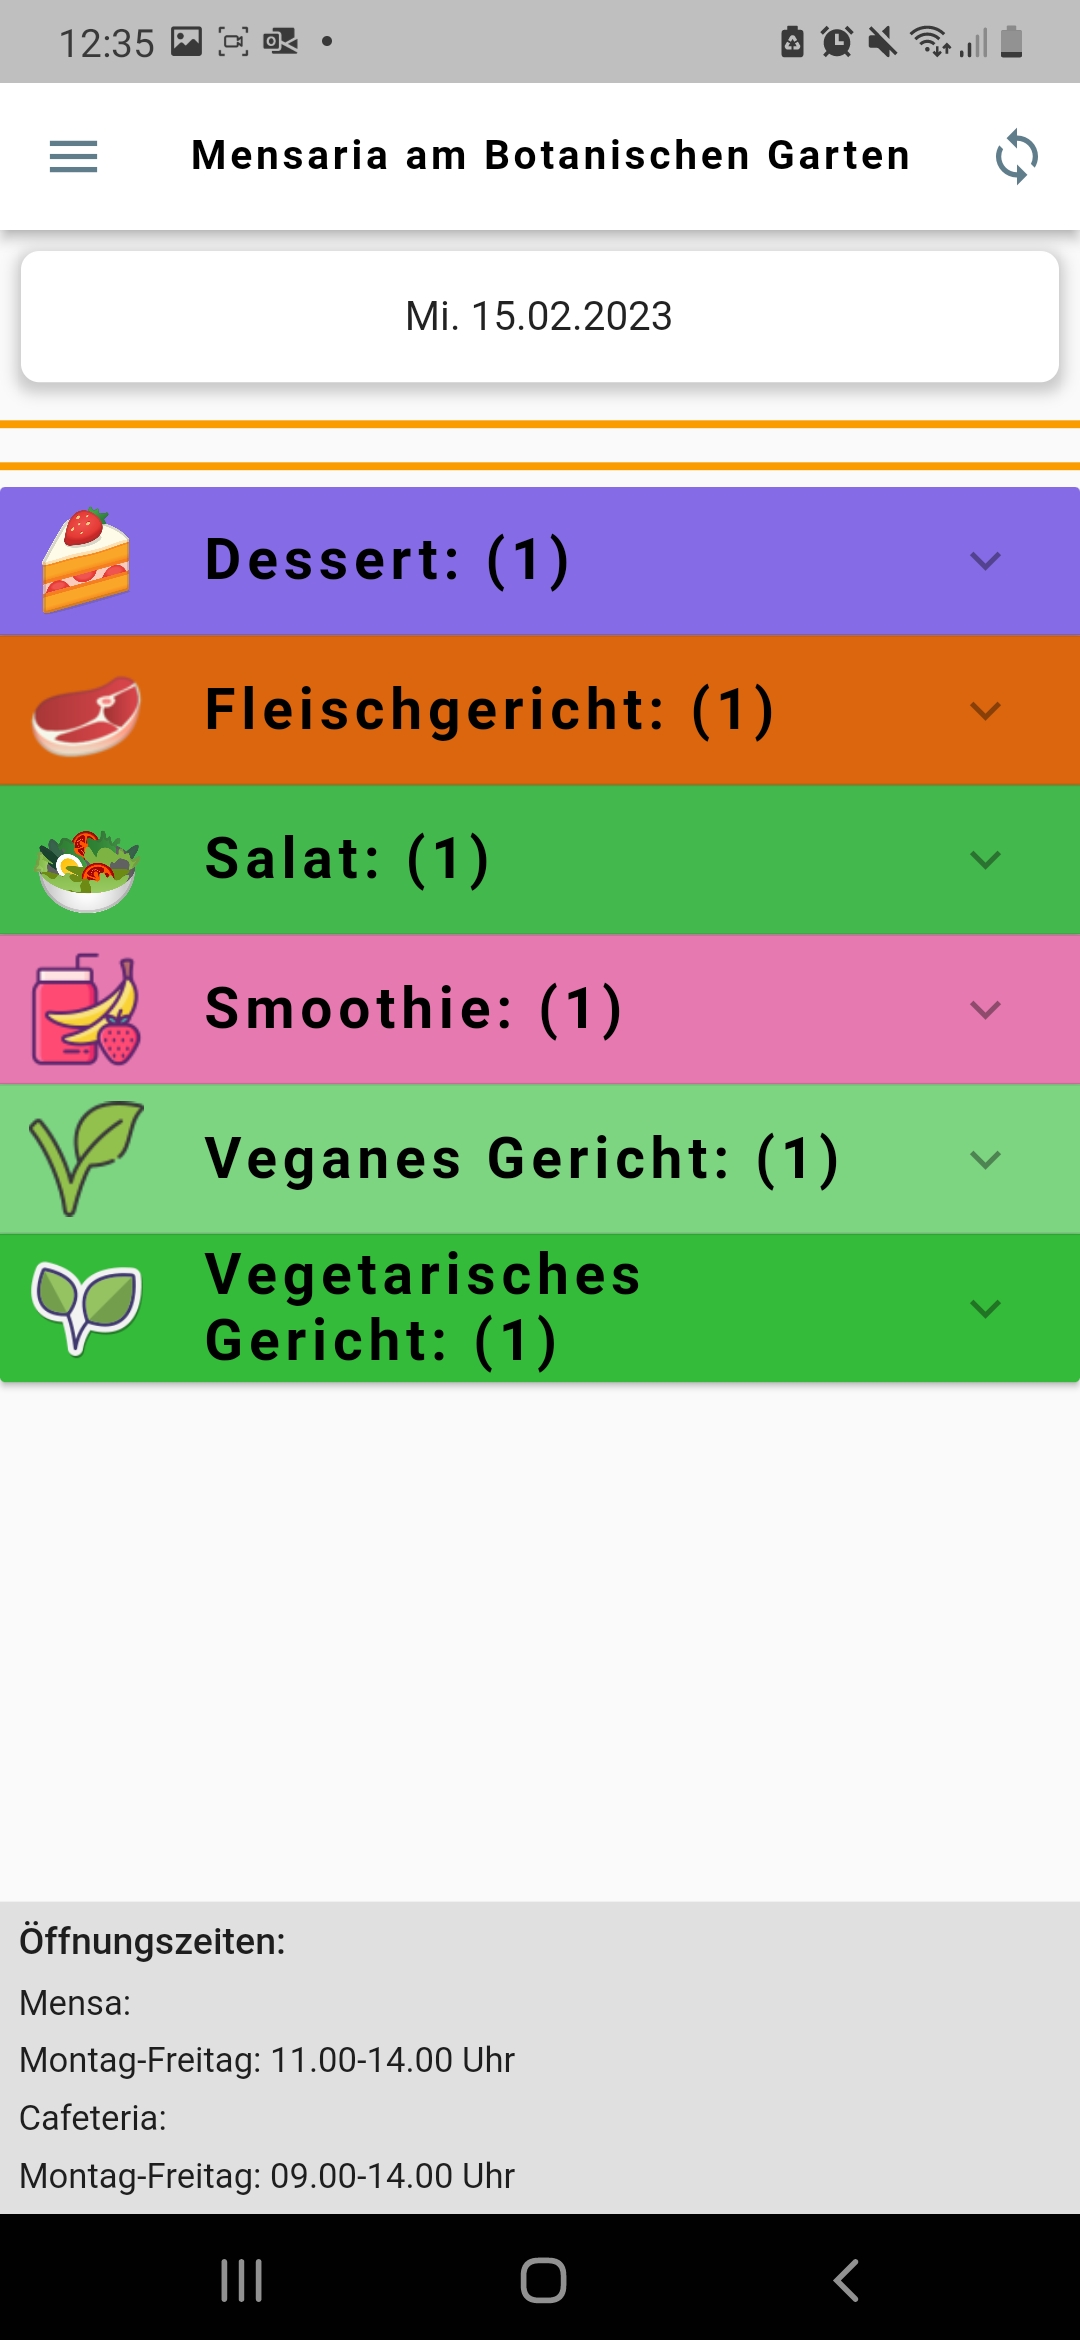 12:35
Mensaria am Botanischen Garten
Mi. 15.02.2023
Dessert: (1)
Fleischgericht: (1)
Salat: (1)
Smoothie: (1)
Veganes Gericht: (1)
Vegetarisches
Gericht: (1)
Öffnungszeiten:
Mensa:
Montag-Freitag: 11.00-14.00 Uhr
Cafeteria:
Montag-Freitag: 09.00-14.00 Uhr